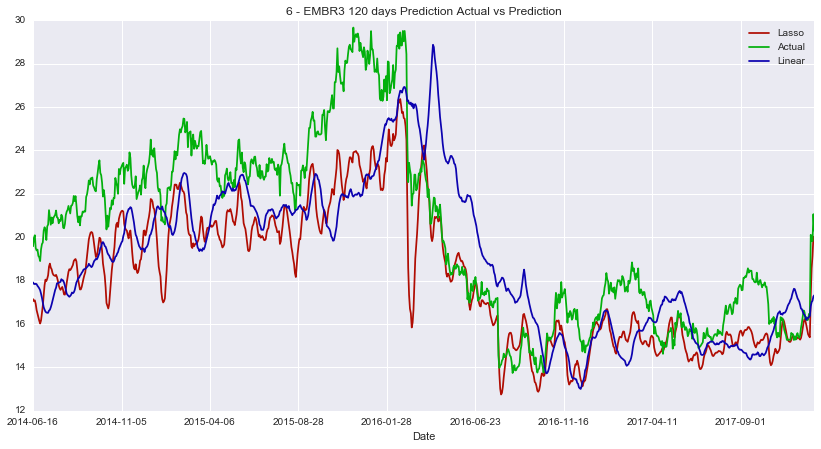 6 - EMBR3 120 days Prediction Actual vs Prediction
30
28
26
24
22
20
18
16
14
12
Lasso
Actual
Linear
2014-06-16 2014-11-05 2015-04-06 2015-08-28 2016-01-28 2016-06-23 2016-11-16 2017-04-11 2017-09-01
Date